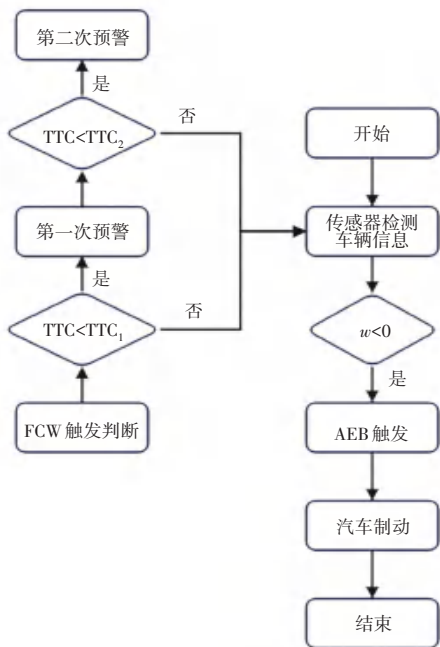 第二次预警
是
TTC<TTC₂
否
第一次预警
是
TTC<TTC₁
否
FCW 触发判断
开始
传感器检测
车辆信息
w<0
是
AEB 触发
汽车制动
结束